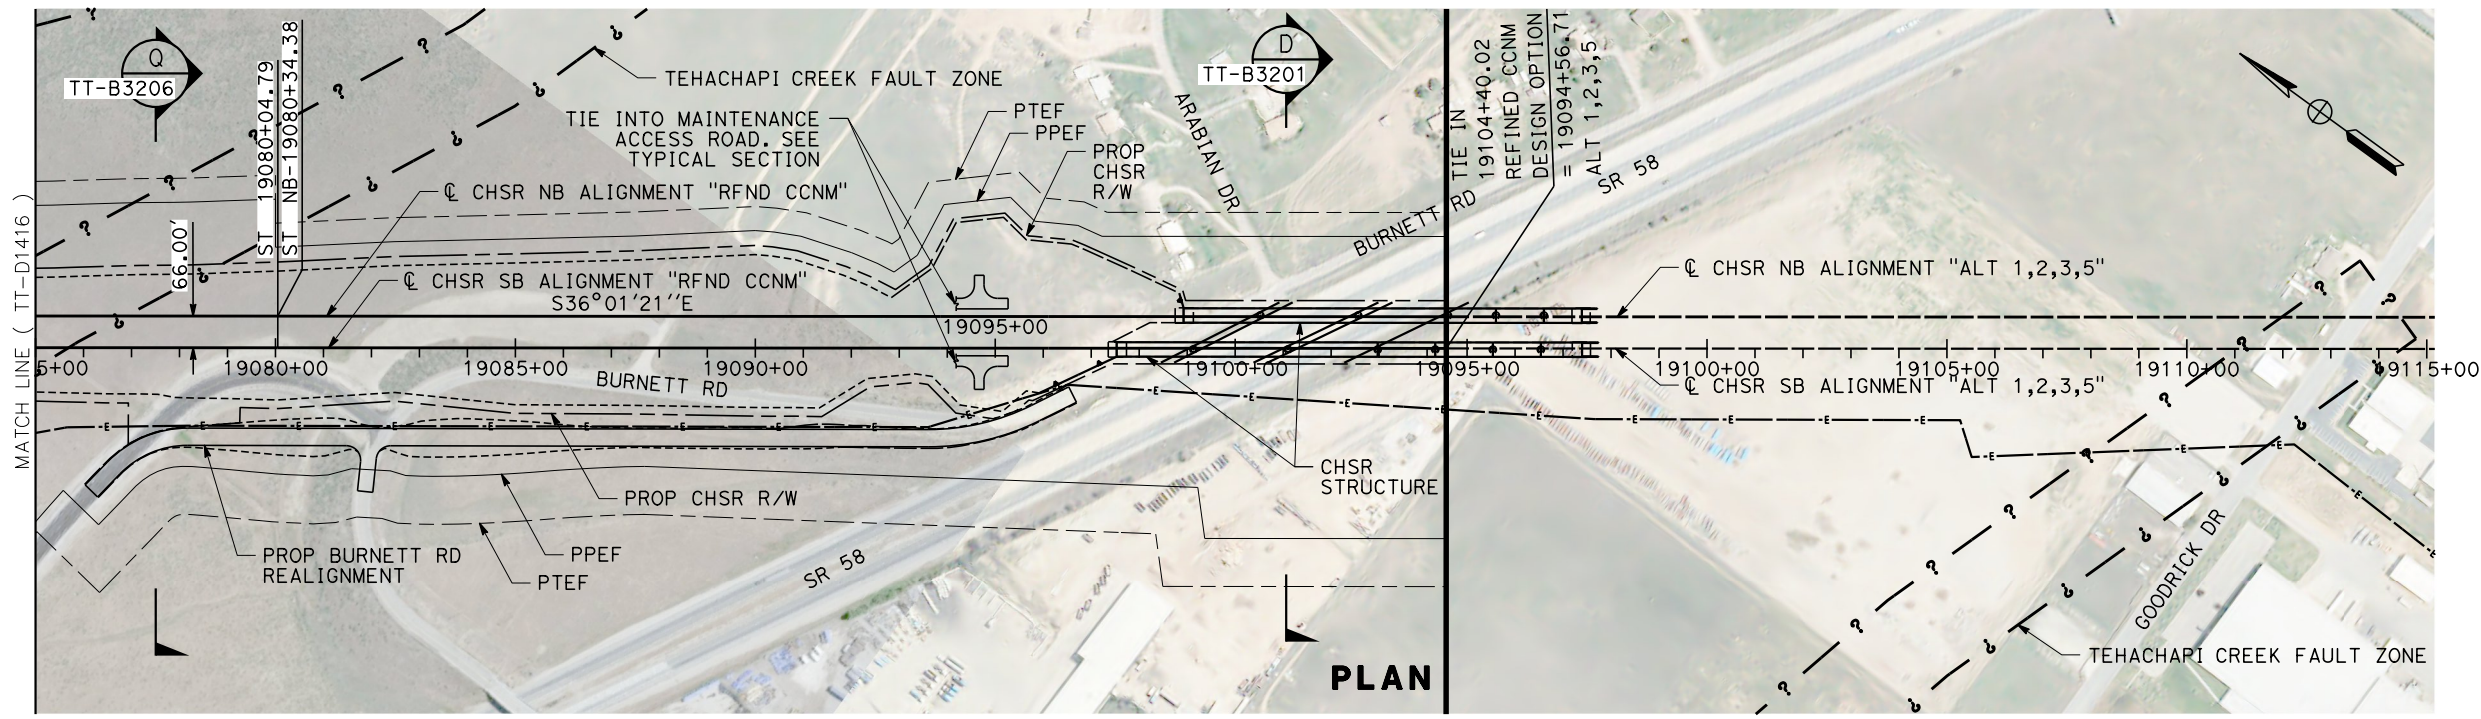 MATCH LINE ( TT-D1416 )
Q
TT-B3206
ST 19080+04.79
ST NB-19080+34.38
66.00'
TEHACHAPI CREEK FAULT ZONE
TIE INTO MAINTENANCE
ACCESS ROAD. SEE
TYPICAL SECTION
℄ CHSR NB ALIGNMENT "RFND CCNM"
℄ CHSR SB ALIGNMENT "RFND CCNM"
S36°01'21''E
PTEF
PPEF
PROP
CHSR
R/W
D
TT-B3201
ARABIAN DR
BURNETT RD
TIE IN
19104+40.02
REFINED CCNM
DESIGN OPTION
= 19094+56.71
ALT 1,2,3,5
SR 58
℄ CHSR NB ALIGNMENT "ALT 1,2,3,5"
℄ CHSR SB ALIGNMENT "ALT 1,2,3,5"
5+00
19080+00
19085+00
19090+00
19095+00
19100+00
19095+00
19100+00
19105+00
19110+00
19115+00
BURNETT RD
PROP CHSR R/W
PROP BURNETT RD
REALIGNMENT
PPEF
PTEF
SR 58
CHSR
STRUCTURE
GOODRICK DR
TEHACHAPI CREEK FAULT ZONE
PLAN